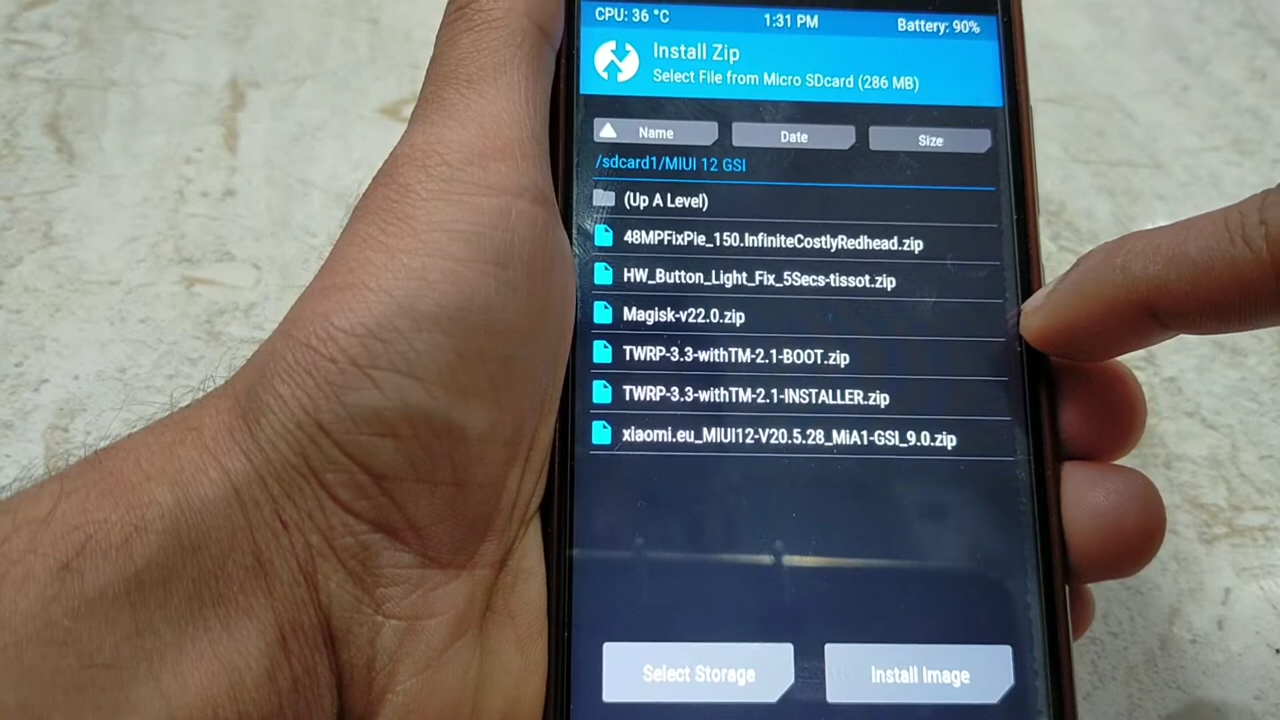 CPU: 36 °C 1:31 PM Battery: 90%
Install Zip
Select File from Micro SDcard (286 MB)
Name Date Size
/sdcard1/MIUI 12 GSI
(Up A Level)
48MPFixPie_150.InfiniteCostlyRedhead.zip
HW_Button_Light_Fix_5Secs-tissot.zip
Magisk-v22.0.zip
TWRP-3.3-withTM-2.1-BOOT.zip
TWRP-3.3-withTM-2.1-INSTALLER.zip
xiaomi.eu_MIUI12-V20.5.28_MiA1-GSI_9.0.zip
Select Storage Install Image